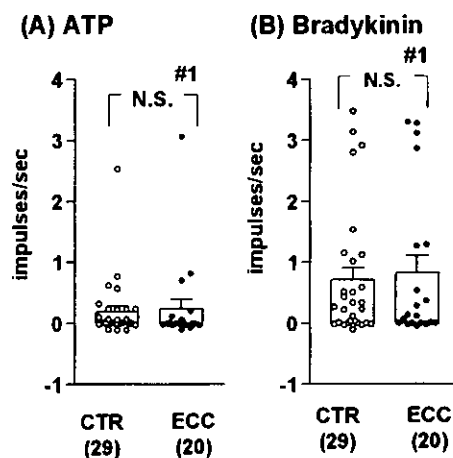 (A) ATP
(B) Bradykinin
#1
N.S.
#1
N.S.
impulses/sec
4
3
2
1
0
-1
impulses/sec
4
3
2
1
0
-1
CTR
(29)
ECC
(20)
CTR
(29)
ECC
(20)